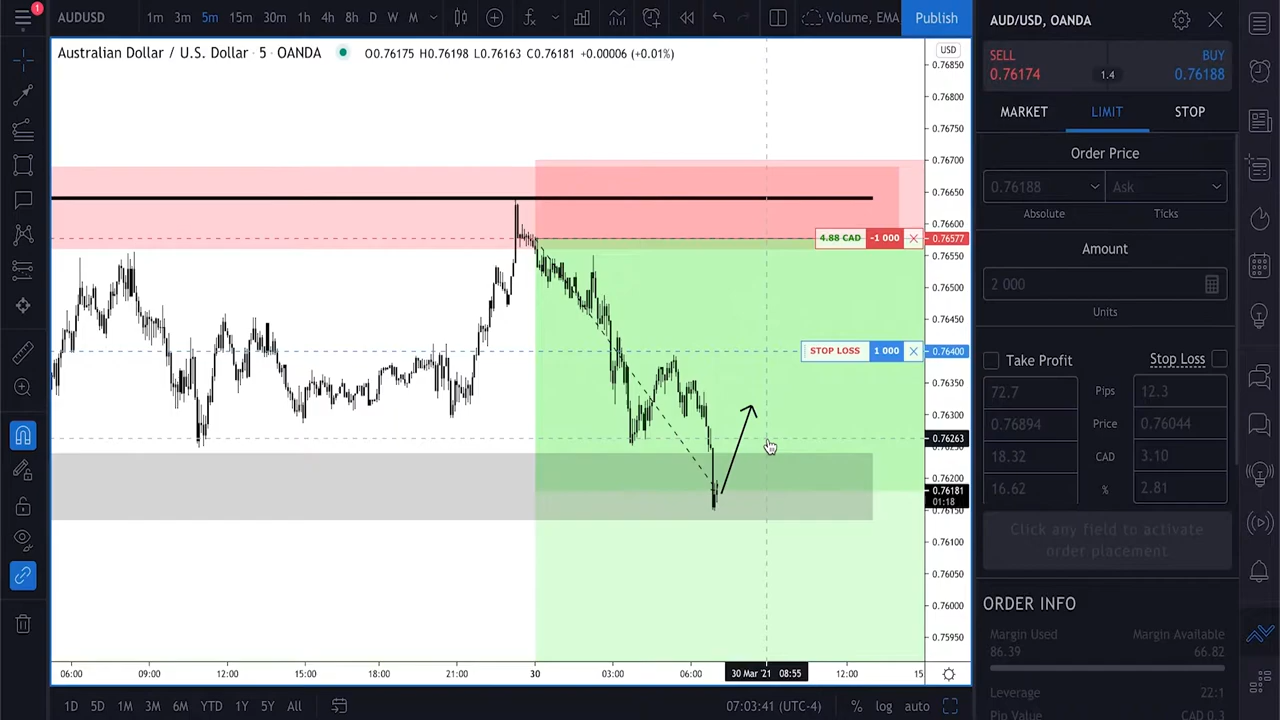 1
AUDUSD 1m 3m 5m 15m 30m 1h 4h 8h D W M Volume, EMA Publish
AUD/USD, OANDA
Australian Dollar / U.S. Dollar · 5 · OANDA O0.76175 H0.76198 L0.76163 C0.76181 +0.00006 (+0.01%)
USD
0.76850
0.76800
0.76750
0.76700
0.76650
0.76600
4.88 CAD -1 000 0.76577
0.76550
0.76500
0.76450
STOP LOSS 1 000 0.76400
0.76350
0.76300
0.76263
0.76200
0.76181
01:18
0.76150
0.76100
0.76050
0.76000
0.75950
06:00 09:00 12:00 15:00 18:00 21:00 30 03:00 06:00 30 Mar '21 08:55 12:00 15:
1D 5D 1M 3M 6M YTD 1Y 5Y All 07:03:41 (UTC-4) % log auto
SELL BUY
0.76174 1.4 0.76188
MARKET LIMIT STOP
Order Price
0.76188 Ask
Absolute Ticks
Amount
2 000
Units
Take Profit Stop Loss
72.7 Pips 12.3
0.76894 Price 0.76044
18.32 CAD 3.10
16.62 % 2.81
Click any field to activate
order placement
ORDER INFO
Margin Used Margin Available
86.39 66.82
Leverage 22:1
Pip Value CAD 0.3